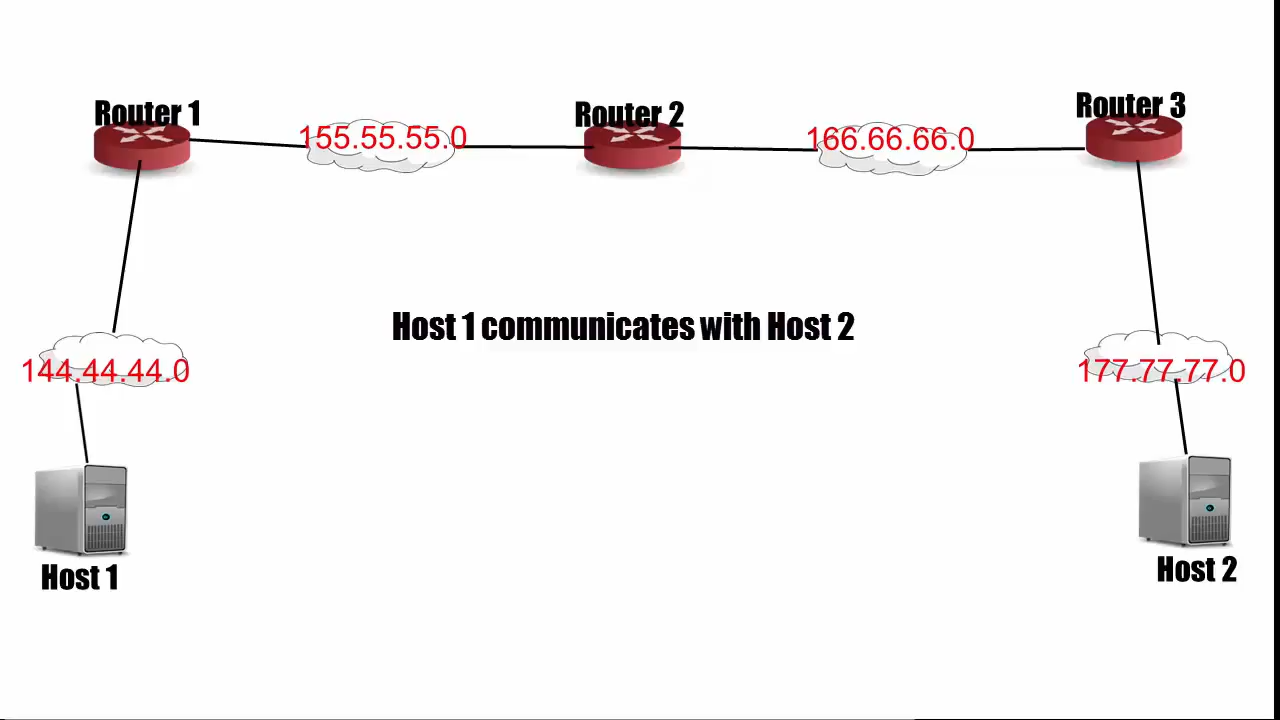 Router 1
Router 2
Router 3
155.55.55.0
166.66.66.0
Host 1 communicates with Host 2
144.44.44.0
177.77.77.0
Host 1
Host 2